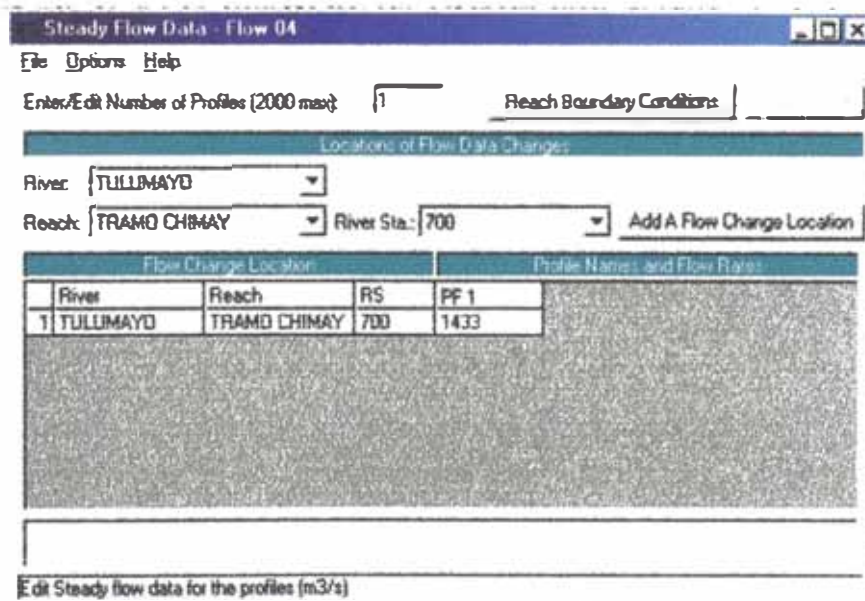 Steady Flow Data - Flow 04
File Options Help
Enter/Edit Number of Profiles (2000 max): 1 Reach Boundary Conditions
Locations of Flow Data Changes
River: TULUMAYO
Reach: TRAMO CHIMAY River Sta.: 700 Add A Flow Change Location
Flow Change Location Profile Names and Flow Rates
River Reach RS PF 1
1 TULUMAYO TRAMO CHIMAY 700 1433
Edit Steady flow data for the profiles (m3/s)